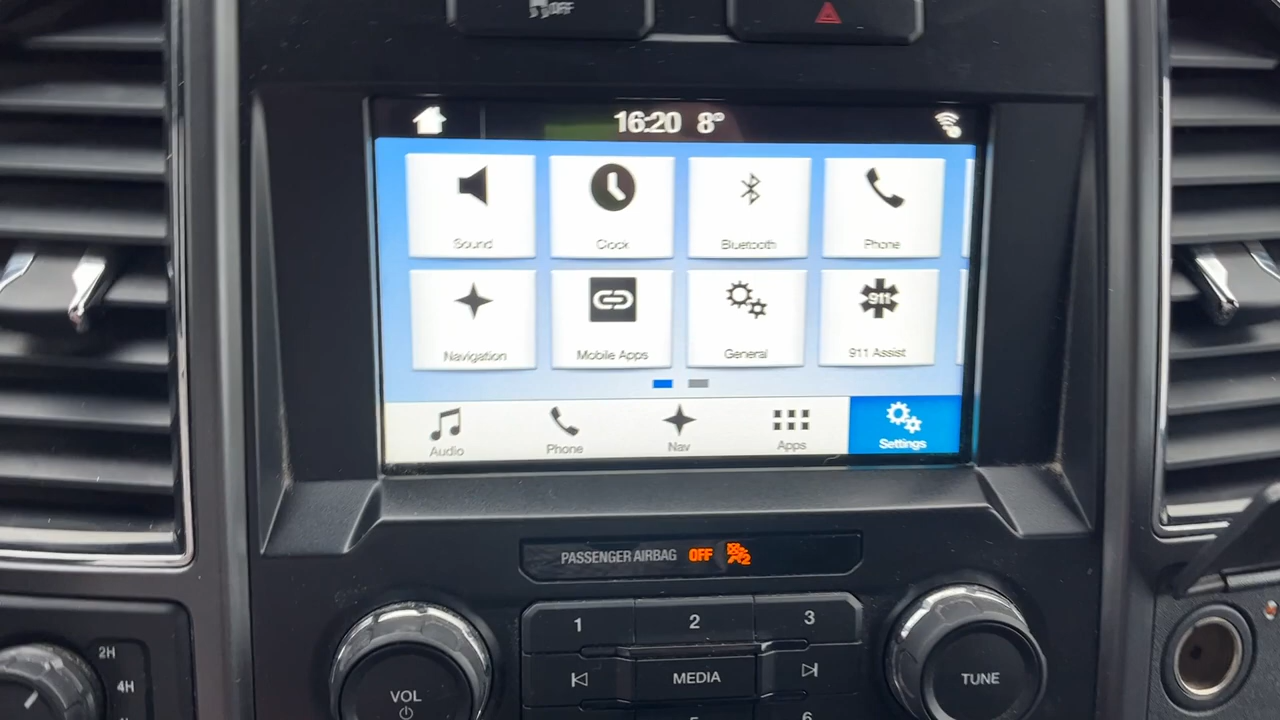 OFF
16:20 8°
Sound Clock Bluetooth Phone
911
Navigation Mobile Apps General 911 Assist
Audio Phone Nav Apps Settings
PASSENGER AIRBAG OFF
1 2 3
2H
4H
MEDIA
VOL
TUNE